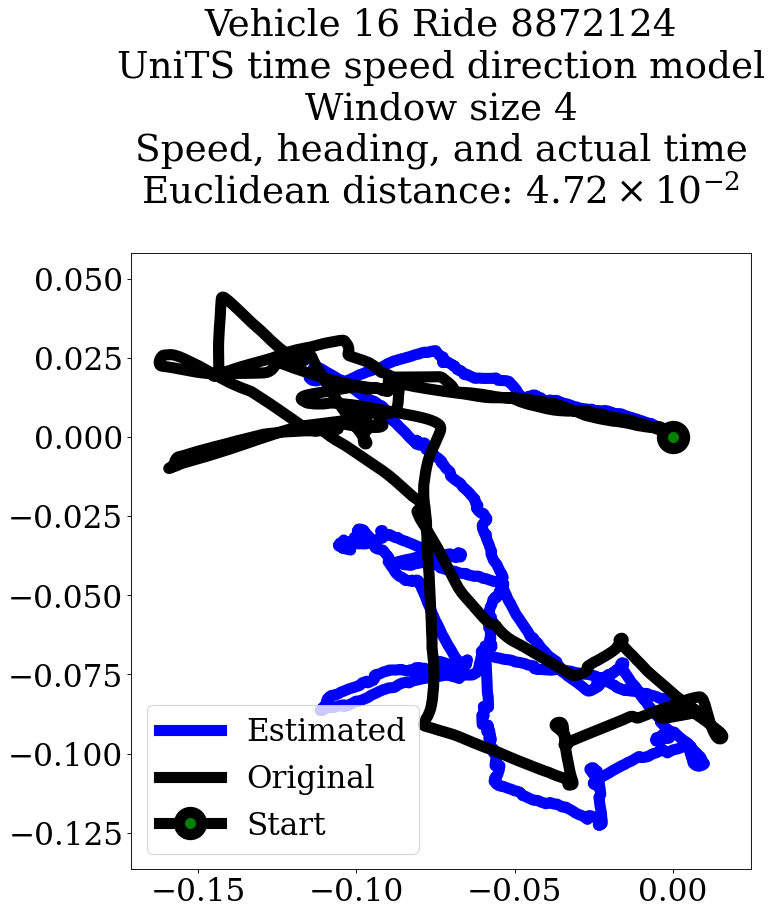 Vehicle 16 Ride 8872124
UniTS time speed direction model
Window size 4
Speed, heading, and actual time
Euclidean distance: 4.72 × 10⁻²
0.050
0.025
0.000
−0.025
−0.050
−0.075
−0.100
−0.125
Estimated
Original
Start
−0.15 −0.10 −0.05 0.00